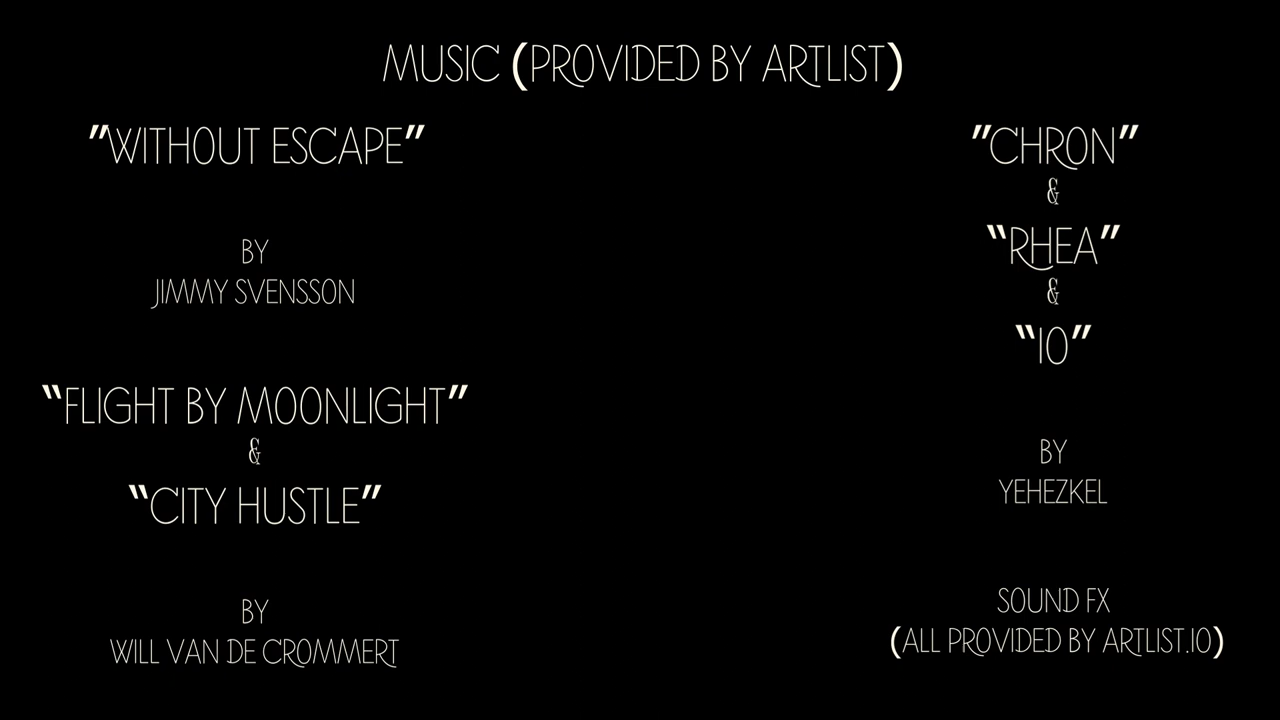 MUSIC (PROVIDED BY ARTLIST)
"WITHOUT ESCAPE"
BY
JIMMY SVENSSON
"FLIGHT BY MOONLIGHT"
&
"CITY HUSTLE"
BY
WILL VAN DE CROMMERT
"CHRON"
&
"RHEA"
&
"IO"
BY
YEHEZKEL
SOUND FX
(ALL PROVIDED BY ARTLIST.IO)